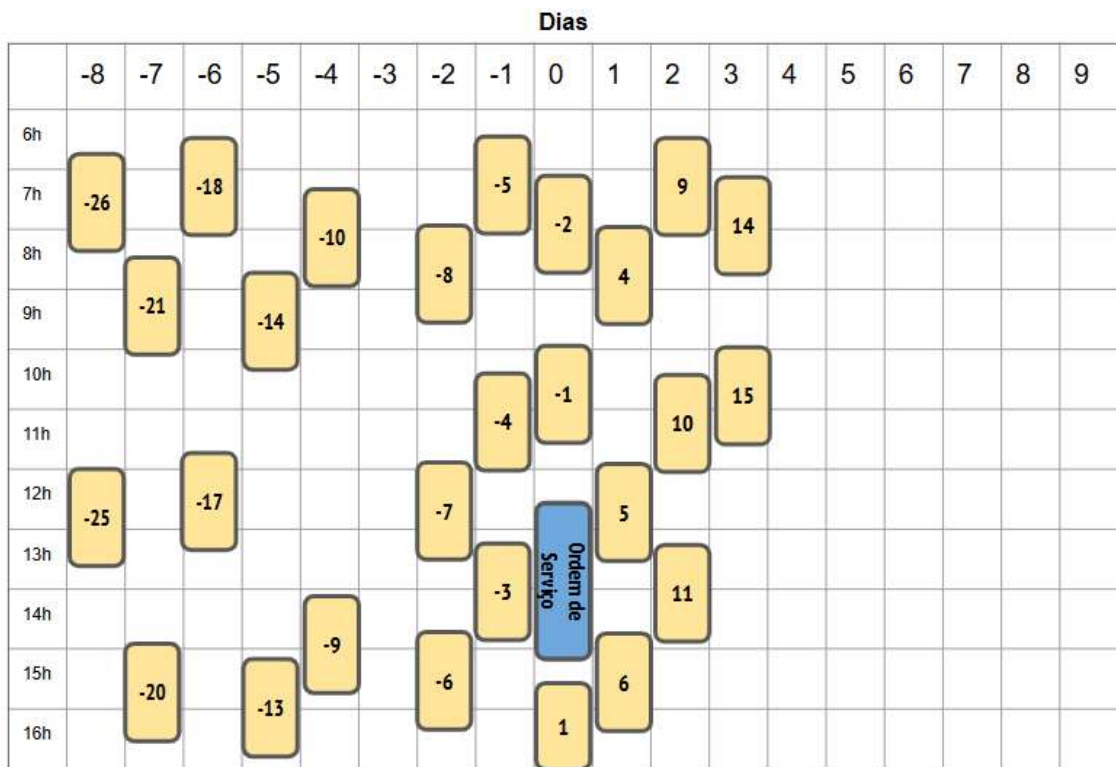 Dias
-8 -7 -6 -5 -4 -3 -2 -1 0 1 2 3 4 5 6 7 8 9
6h
-18 -5 9
7h
-26 -10 -2 14
8h
-8 4
-21
9h
-14
10h
-1 15
-4 10
11h
12h
-17 -7 5
-25
13h
Ordem de
Serviço
-3 11
14h
-9
15h
-20 -6 6
-13
16h
1